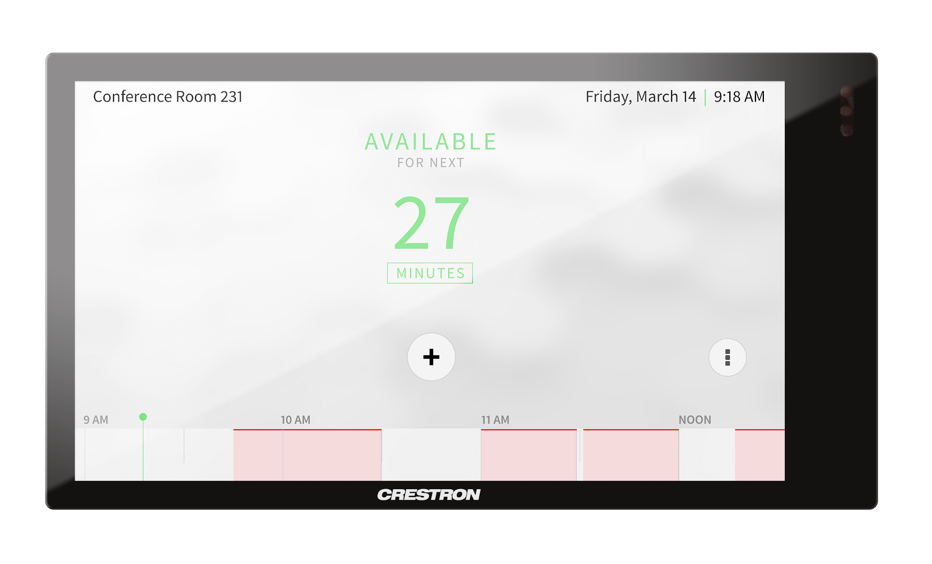 Conference Room 231
Friday, March 14 | 9:18 AM
AVAILABLE
FOR NEXT
27
MINUTES
9 AM 10 AM 11 AM NOON
CRESTRON